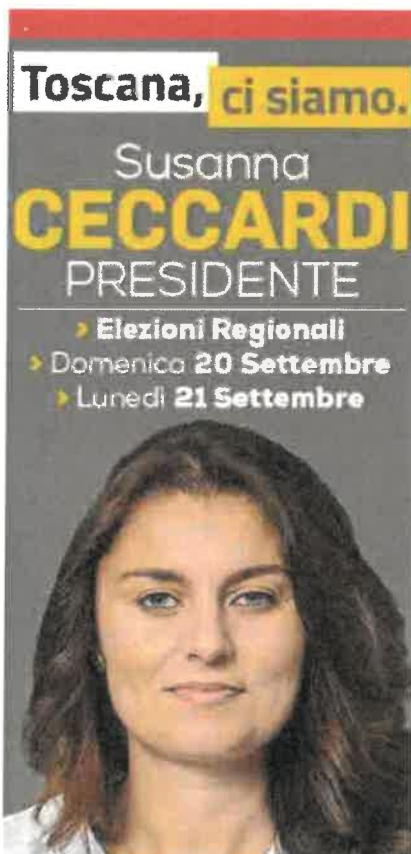 Toscana, ci siamo.
Susanna
CECCARDI
PRESIDENTE
> Elezioni Regionali
> Domenica 20 Settembre
> Lunedì 21 Settembre